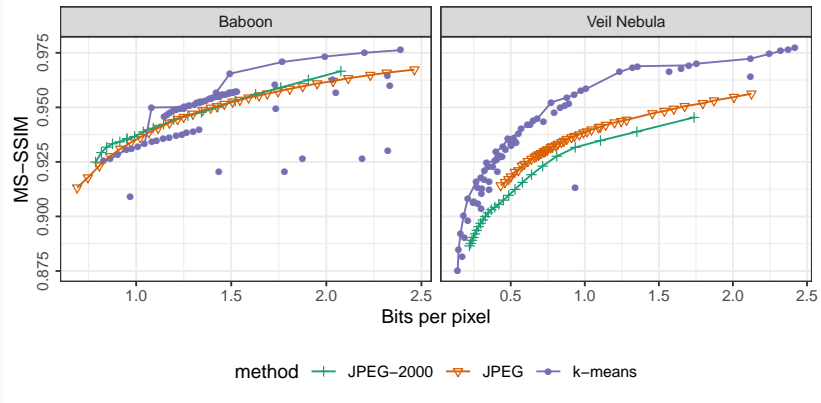 Baboon Veil Nebula
MS−SSIM
0.975
0.950
0.925
0.900
0.875
1.0 1.5 2.0 2.5 0.5 1.0 1.5 2.0 2.5
Bits per pixel
method JPEG−2000 JPEG k−means